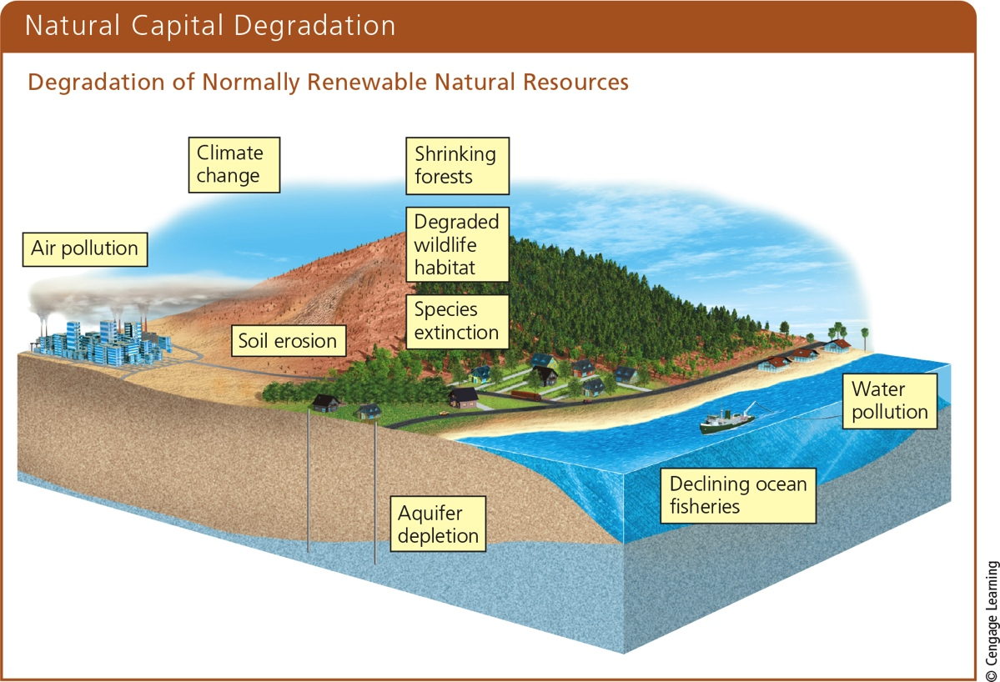 Natural Capital Degradation
Degradation of Normally Renewable Natural Resources
Climate
change
Shrinking
forests
Degraded
wildlife
habitat
Air pollution
Species
extinction
Soil erosion
Water
pollution
Declining ocean
fisheries
Aquifer
depletion
© Cengage Learning